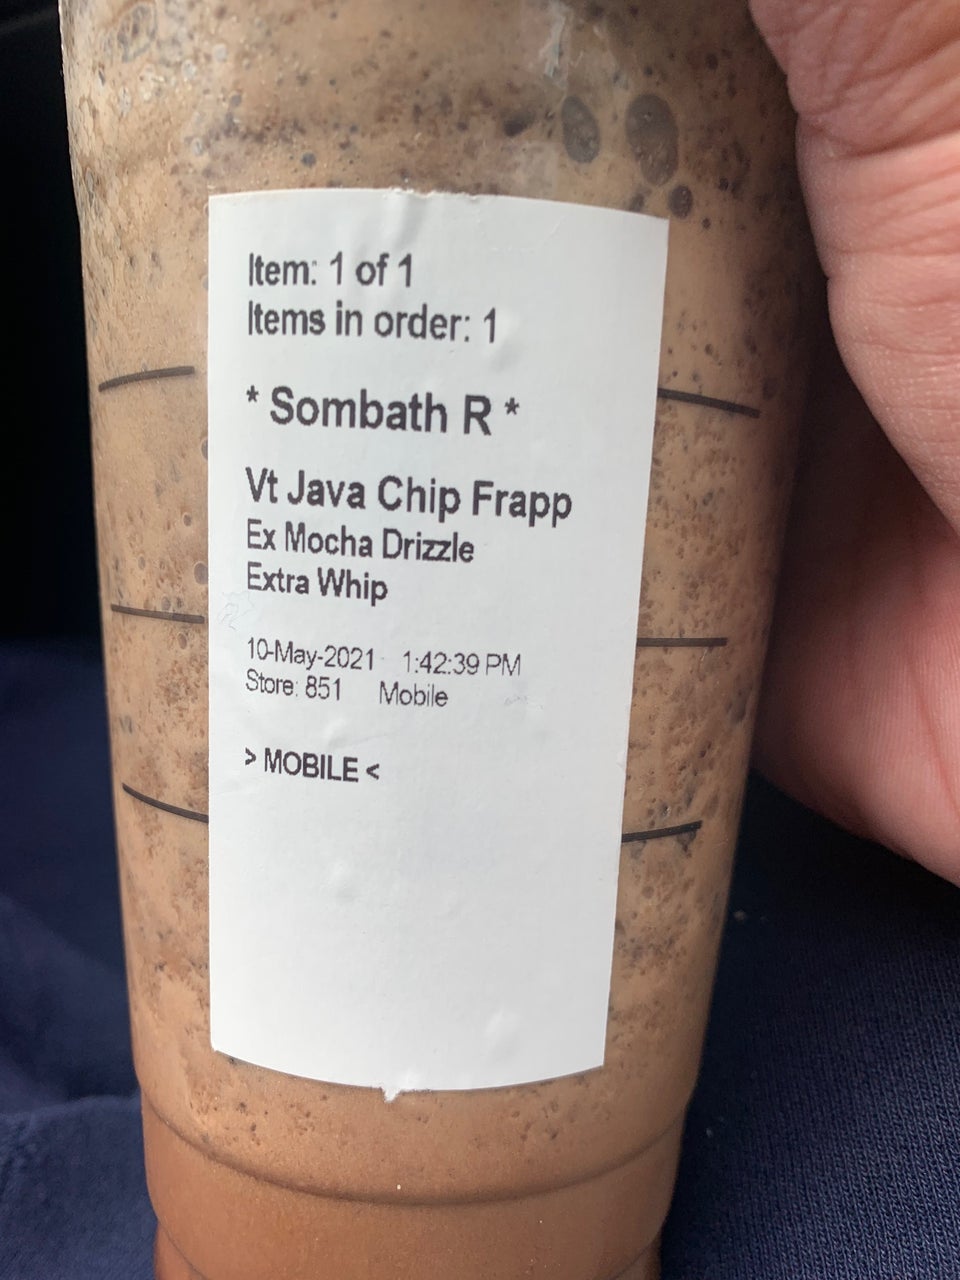 Item: 1 of 1
Items in order: 1
* Sombath R *
Vt Java Chip Frapp
Ex Mocha Drizzle
Extra Whip
10-May-2021 1:42:39 PM
Store: 851 Mobile
> MOBILE <